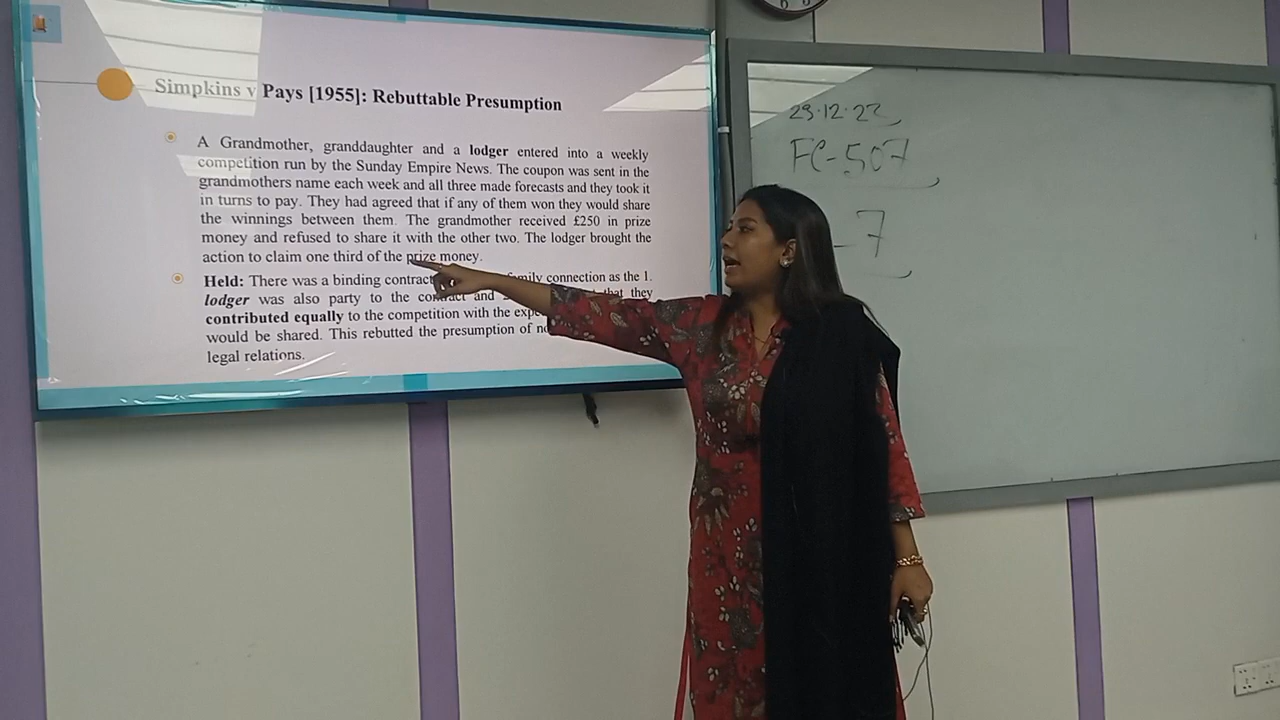 Simpkins v Pays [1955]: Rebuttable Presumption
A Grandmother, granddaughter and a lodger entered into a weekly
competition run by the Sunday Empire News. The coupon was sent in the
grandmothers name each week and all three made forecasts and they took it
in turns to pay. They had agreed that if any of them won they would share
the winnings between them. The grandmother received £250 in prize
money and refused to share it with the other two. The lodger brought the
action to claim one third of the prize money.
Held: There was a binding contract connection as the 1.
lodger was also party to the contract and that they
contributed equally to the competition with the
would be shared. This rebutted the presumption of
legal relations.
FC-507
7